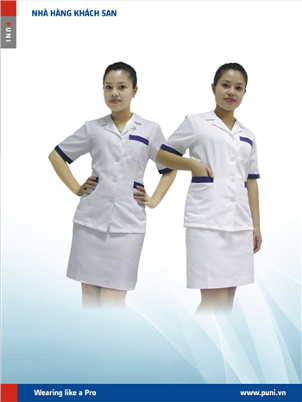 NHÀ HÀNG KHÁCH SẠN
PUNI
Wearing like a Pro
www.puni.vn